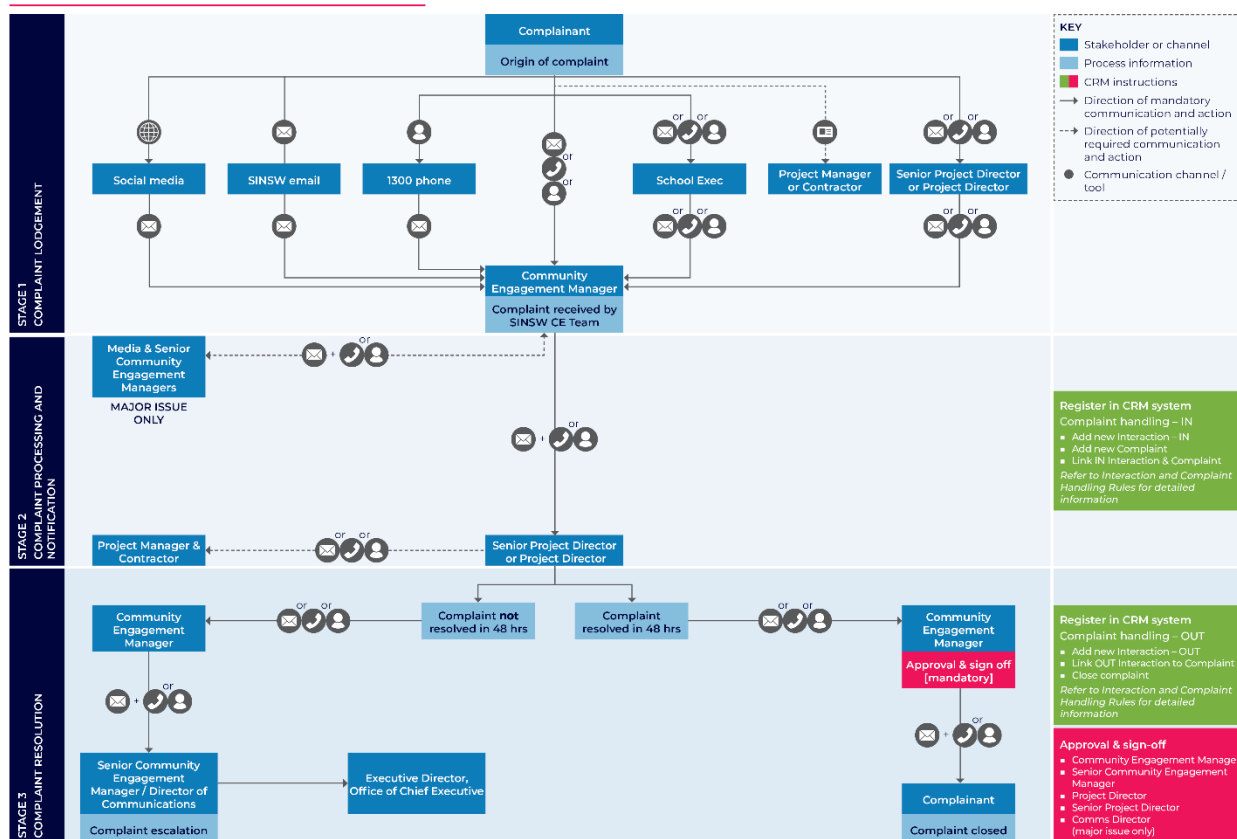 Complainant
Origin of complaint
or
or
or
or
or
or
Social media
SINSW email
1300 phone
School Exec
Project Manager
or Contractor
Senior Project Director
or Project Director
or
or
or
or
Community
Engagement Manager
Complaint received by
SINSW CE Team
STAGE 1
COMPLAINT LODGEMENT
KEY
Stakeholder or channel
Process information
CRM instructions
Direction of mandatory
communication and action
Direction of potentially
required communication
and action
Communication channel /
tool
Media & Senior
Community
Engagement
Managers
MAJOR ISSUE
ONLY
+
or
+
or
Project Manager &
Contractor
or
or
Senior Project Director
or Project Director
STAGE 2
COMPLAINT PROCESSING AND
NOTIFICATION
Register in CRM system
Complaint handling – IN
Add new Interaction – IN
Add new Complaint
Link IN Interaction & Complaint
Refer to Interaction and Complaint
Handling Rules for detailed
information
Community
Engagement
Manager
or
or
Complaint not
resolved in 48 hrs
Complaint
resolved in 48 hrs
or
or
Community
Engagement
Manager
Approval & sign off
[mandatory]
+
or
+
or
Senior Community
Engagement
Manager / Director of
Communications
Complaint escalation
Executive Director,
Office of Chief Executive
Complainant
Complaint closed
STAGE 3
COMPLAINT RESOLUTION
Register in CRM system
Complaint handling – OUT
Add new Interaction – OUT
Link OUT Interaction to Complaint
Close complaint
Refer to Interaction and Complaint
Handling Rules for detailed
information
Approval & sign-off
Community Engagement Manage
Senior Community Engagement
Manager
Project Director
Senior Project Director
Comms Director
(major issue only)